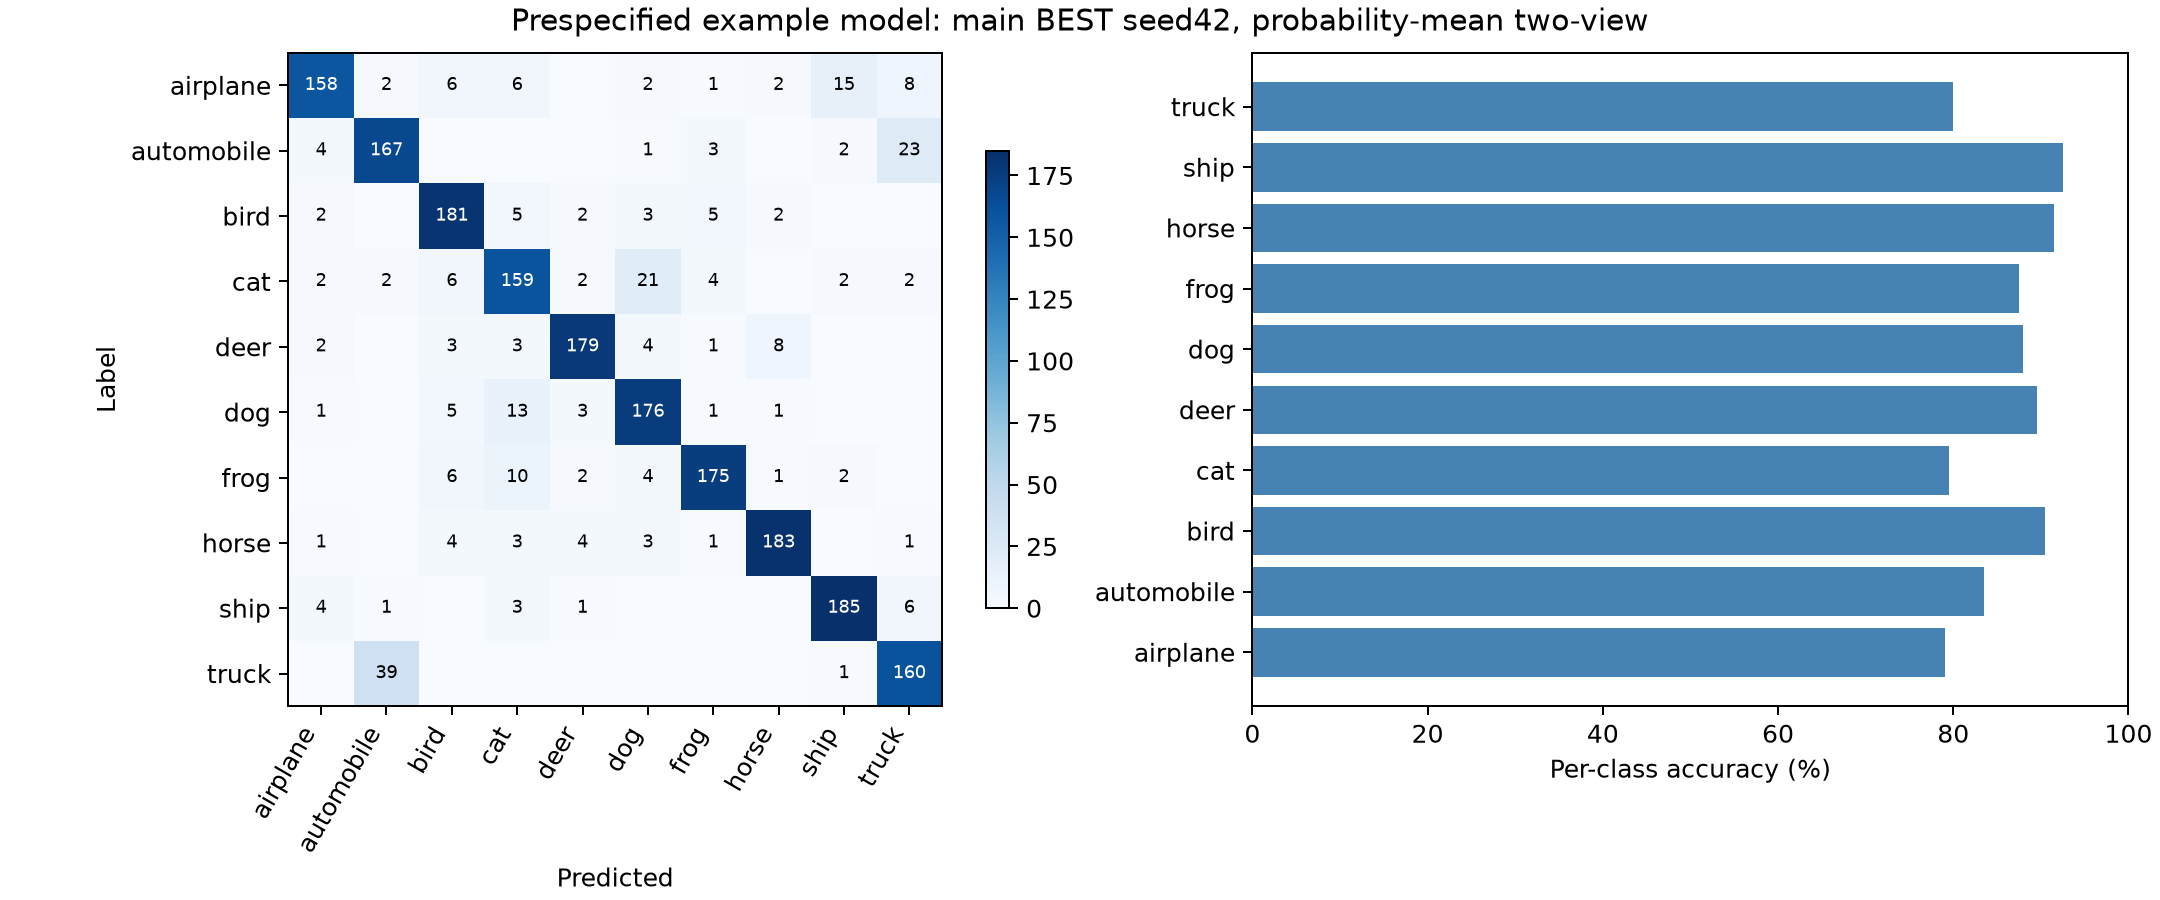 Prespecified example model: main BEST seed42, probability-mean two-view
Label
airplane 158 2 6 6 2 1 2 15 8
automobile 4 167 1 3 2 23
bird 2 181 5 2 3 5 2
cat 2 2 6 159 2 21 4 2 2
deer 2 3 3 179 4 1 8
dog 1 5 13 3 176 1 1
frog 6 10 2 4 175 1 2
horse 1 4 3 4 3 1 183 1
ship 4 1 3 1 185 6
truck 39 1 160
airplane automobile bird cat deer dog frog horse ship truck
Predicted
175
150
125
100
75
50
25
0
truck
ship
horse
frog
dog
deer
cat
bird
automobile
airplane
0 20 40 60 80 100
Per-class accuracy (%)